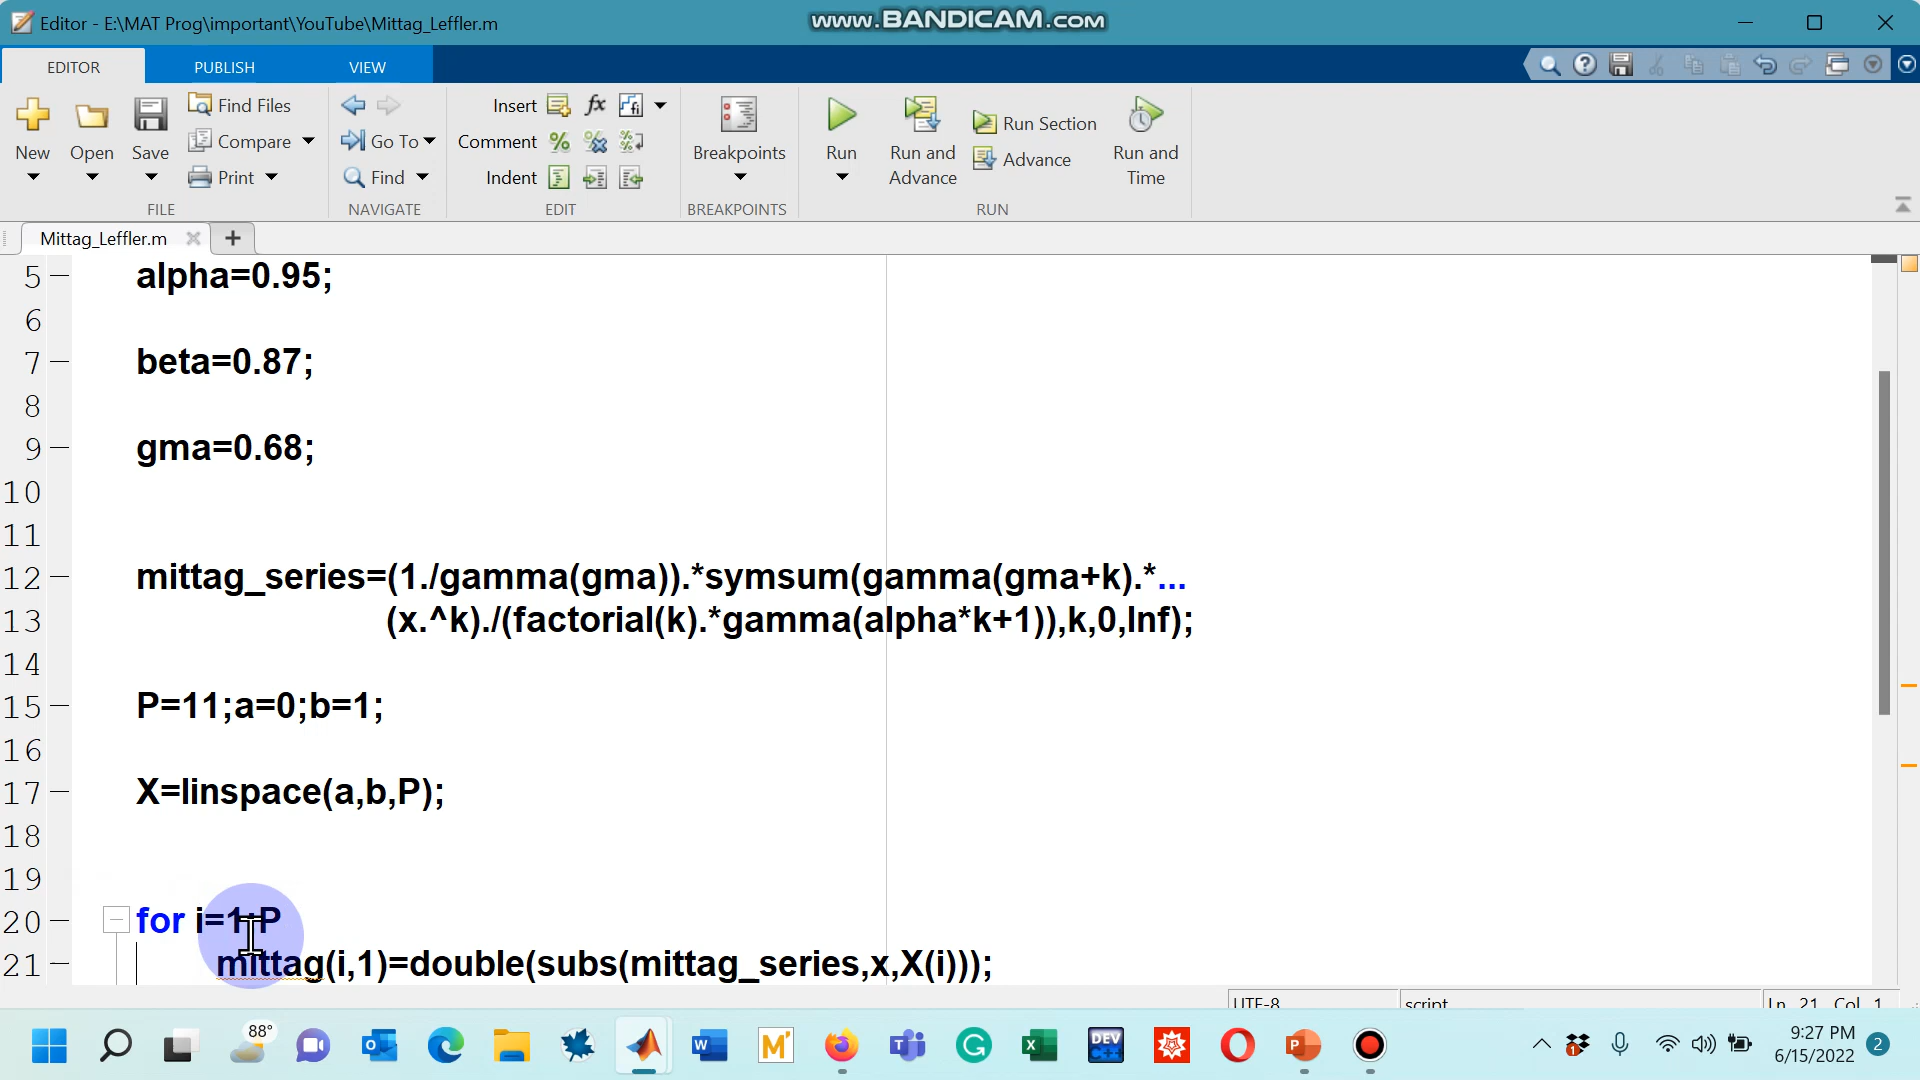 Editor - E:\MAT Prog\important\YouTube\Mittag_Leffler.m
www.BANDICAM.com
EDITOR PUBLISH VIEW
New Open Save Find Files Compare Print
FILE
Go To Find
NAVIGATE
Insert fx
Comment
Indent
EDIT
Breakpoints
BREAKPOINTS
Run Run and Advance Run Section Advance Run and Time
RUN
Mittag_Leffler.m
5 alpha=0.95;
6
7 beta=0.87;
8
9 gma=0.68;
10
11
12 mittag_series=(1./gamma(gma)).*symsum(gamma(gma+k).*...
13 (x.^k)./(factorial(k).*gamma(alpha*k+1)),k,0,Inf);
14
15 P=11;a=0;b=1;
16
17 X=linspace(a,b,P);
18
19
20 for i=1:P
21 mittag(i,1)=double(subs(mittag_series,x,X(i)));
UTF-8 script Ln 21 Col 1
88°
DEV C++
9:27 PM
6/15/2022
2